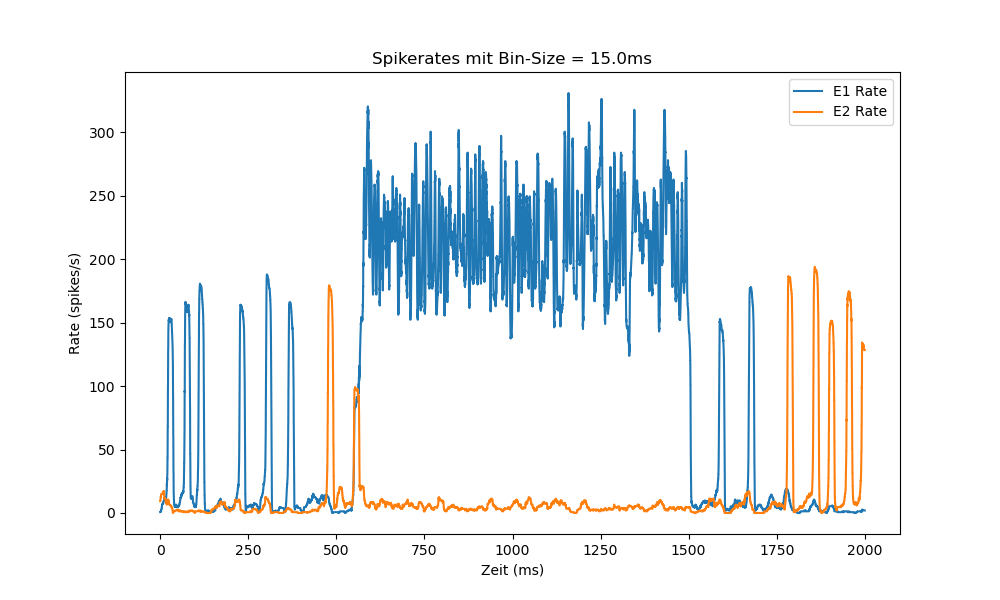 Spikerates mit Bin-Size = 15.0ms
E1 Rate
E2 Rate
300
250
200
150
100
50
0
Rate (spikes/s)
0 250 500 750 1000 1250 1500 1750 2000
Zeit (ms)